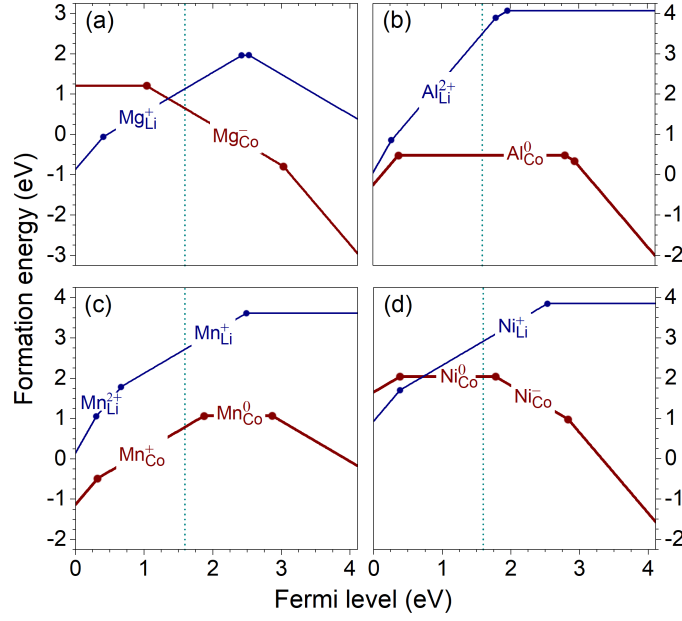 Formation energy (eV)
(a)
3
2
1
0
-1
-2
-3
Mg⁺Li
Mg⁻Co
(b)
4
3
2
1
0
-1
-2
Al²⁺Li
Al⁰Co
(c)
4
3
2
1
0
-1
-2
Mn²⁺Li
Mn⁺Li
Mn⁺Co
Mn⁰Co
0 1 2 3 4
(d)
4
3
2
1
0
-1
-2
Ni⁺Li
Ni⁰Co
Ni⁻Co
0 1 2 3 4
Fermi level (eV)